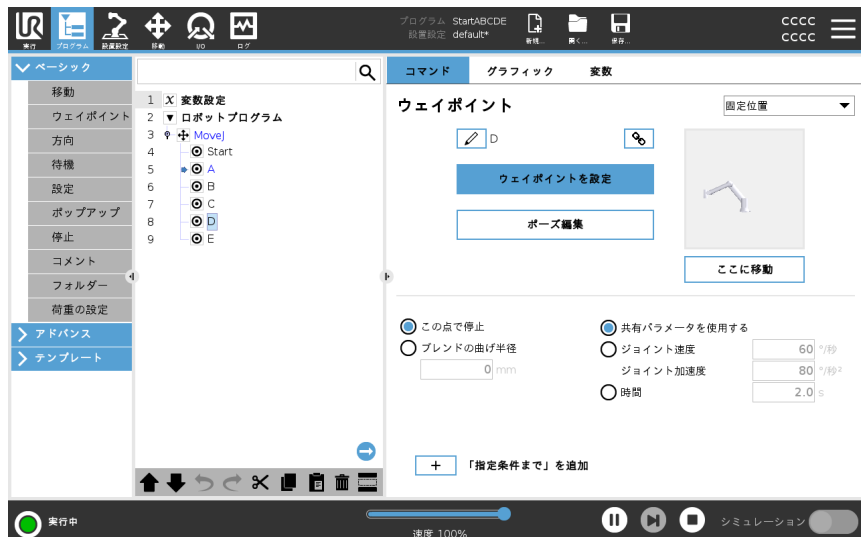 UR
実行
プログラム
設置設定
移動
I/O
ログ
プログラム StartABCDE
設置設定 default*
新規...
開く...
保存...
CCCC
CCCC
ベーシック
移動
ウェイポイント
方向
待機
設定
ポップアップ
停止
コメント
フォルダー
荷重の設定
アドバンス
テンプレート
1 X 変数設定
2 ▼ ロボットプログラム
3 MoveJ
4 Start
5 A
6 B
7 C
8 D
9 E
コマンド グラフィック 変数
ウェイポイント
固定位置
D
ウェイポイントを設定
ポーズ編集
ここに移動
この点で停止
ブレンドの曲げ半径
0 mm
共有パラメータを使用する
ジョイント速度 60 °/秒
ジョイント加速度 80 °/秒²
時間 2.0 s
+ 「指定条件まで」を追加
実行中
速度 100%
シミュレーション